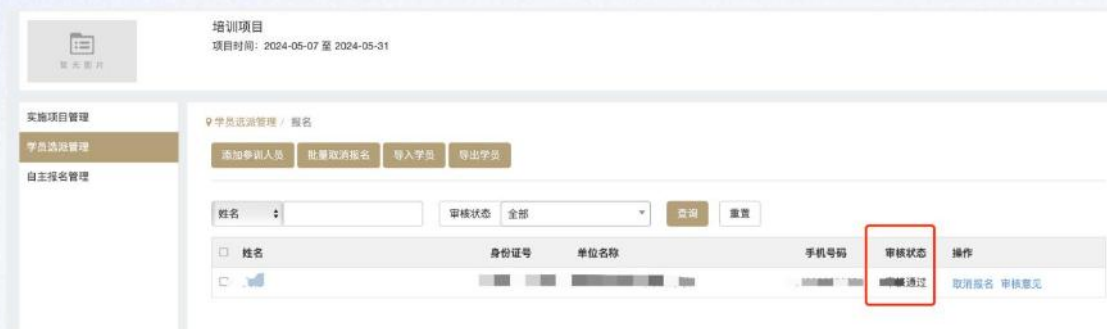 培训项目
项目时间：2024-05-07 至 2024-05-31
暂无图片
实施项目管理
学员选派管理
自主报名管理
学员选派管理 / 报名
添加参训人员 批量取消报名 导入学员 导出学员
姓名 审核状态 全部 查询 重置
姓名 身份证号 单位名称 手机号码 审核状态 操作
通过 取消报名 审核意见